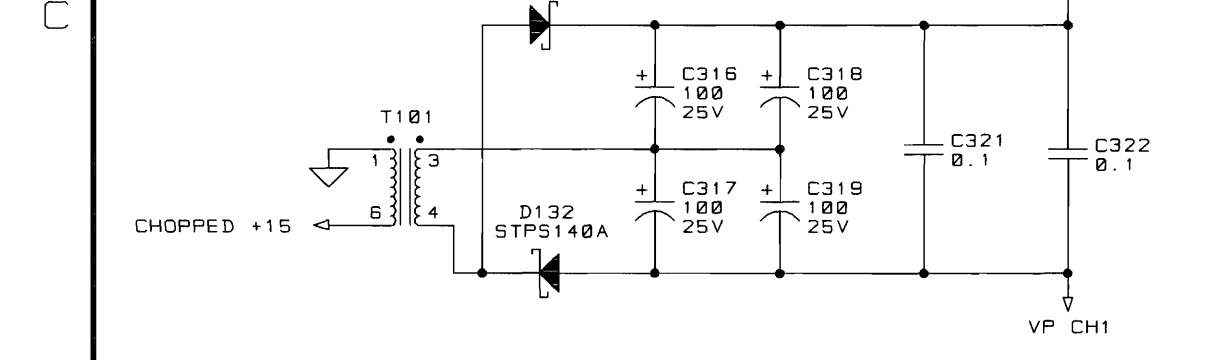 C
+ C316
100
25V
+ C318
100
25V
T101
1 3
6 4
C321
0.1
C322
0.1
+ C317
100
25V
+ C319
100
25V
D132
STPS140A
CHOPPED +15
VP CH1